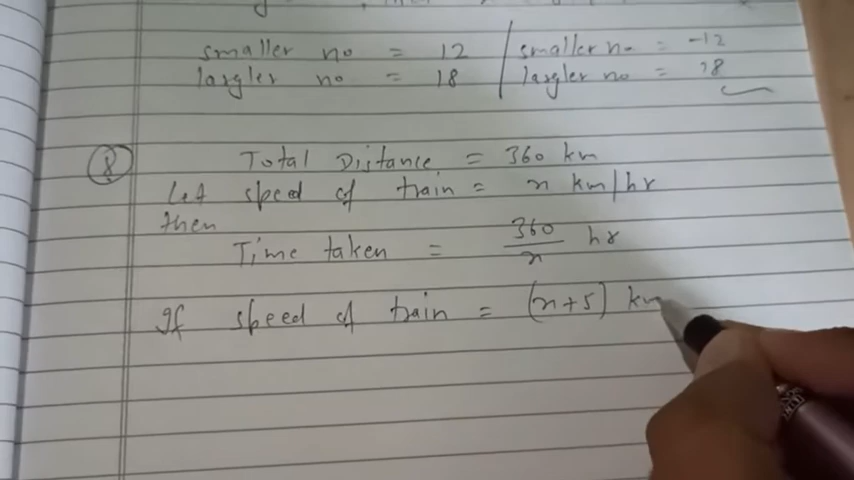 smaller no = 12 | smaller no = -12
largler no = 18 | largler no = 18
8 Total Distance = 360 km
Let speed of train = x km/hr
then
Time taken = 360/x hr
If speed of train = (x+5) km